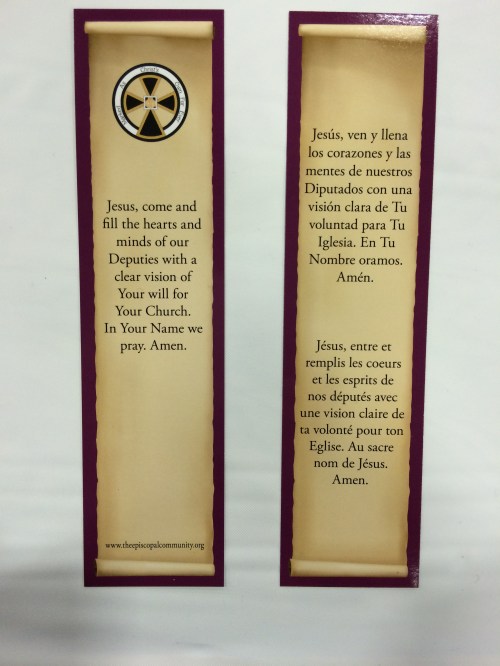 Jesus, come and
fill the hearts and
minds of our
Deputies with a
clear vision of
Your will for
Your Church.
In Your Name we
pray. Amen.
www.theepiscopalcommunity.org
Jesús, ven y llena
los corazones y las
mentes de nuestros
Diputados con una
visión clara de Tu
voluntad para Tu
Iglesia. En Tu
Nombre oramos.
Amén.
Jésus, entre et
remplis les coeurs
et les esprits de
nos députés avec
une vision claire de
ta volonté pour ton
Eglise. Au sacre
nom de Jésus.
Amen.